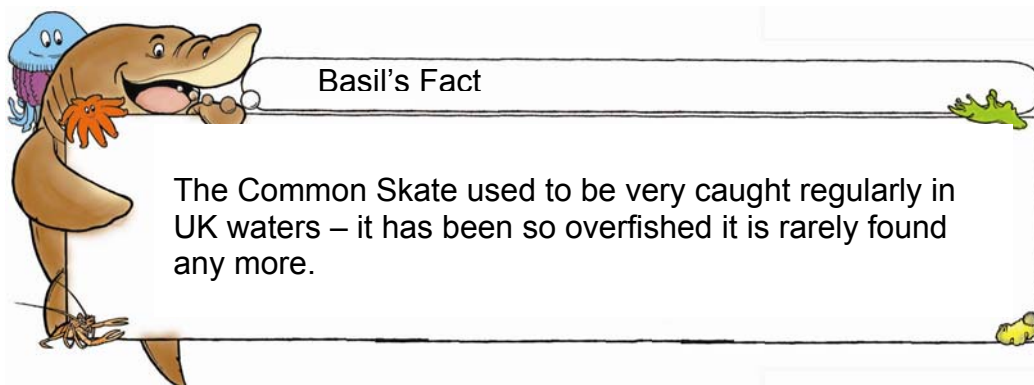 Basil's Fact
The Common Skate used to be very caught regularly in
UK waters – it has been so overfished it is rarely found
any more.